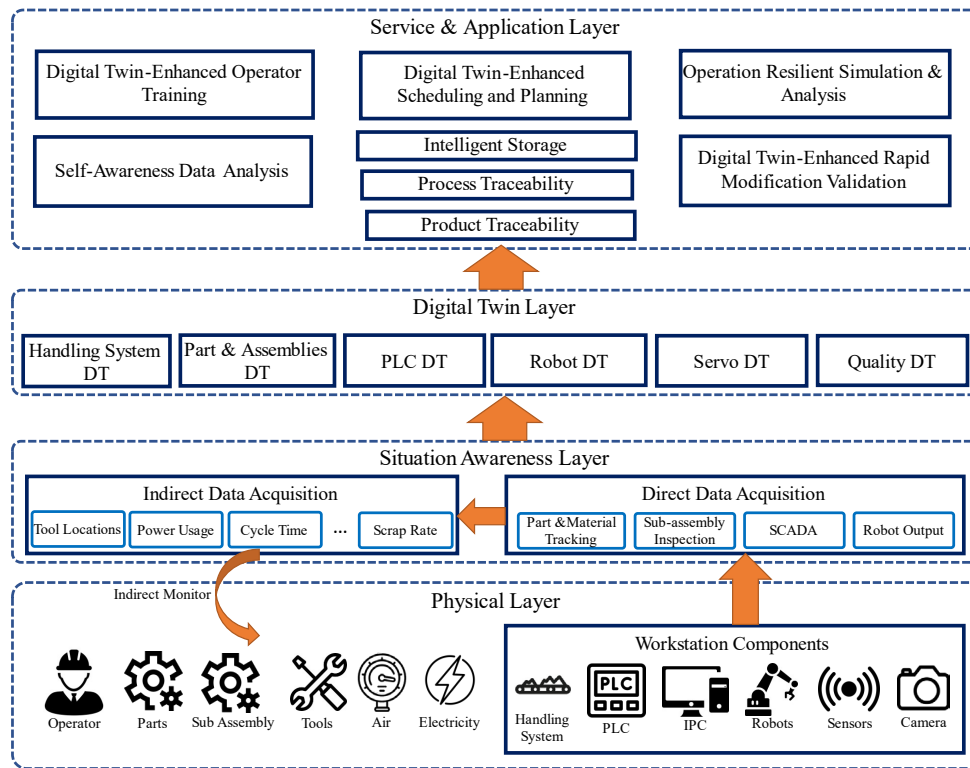 Service & Application Layer
Digital Twin-Enhanced Operator
Training
Digital Twin-Enhanced
Scheduling and Planning
Operation Resilient Simulation &
Analysis
Self-Awareness Data Analysis
Intelligent Storage
Process Traceability
Product Traceability
Digital Twin-Enhanced Rapid
Modification Validation
Digital Twin Layer
Handling System
DT
Part & Assemblies
DT
PLC DT
Robot DT
Servo DT
Quality DT
Situation Awareness Layer
Indirect Data Acquisition
Tool Locations
Power Usage
Cycle Time
...
Scrap Rate
Direct Data Acquisition
Part &Material
Tracking
Sub-assembly
Inspection
SCADA
Robot Output
Indirect Monitor
Physical Layer
Operator
Parts
Sub Assembly
Tools
Air
Electricity
Workstation Components
Handling
System
PLC
PLC
IPC
Robots
Sensors
Camera